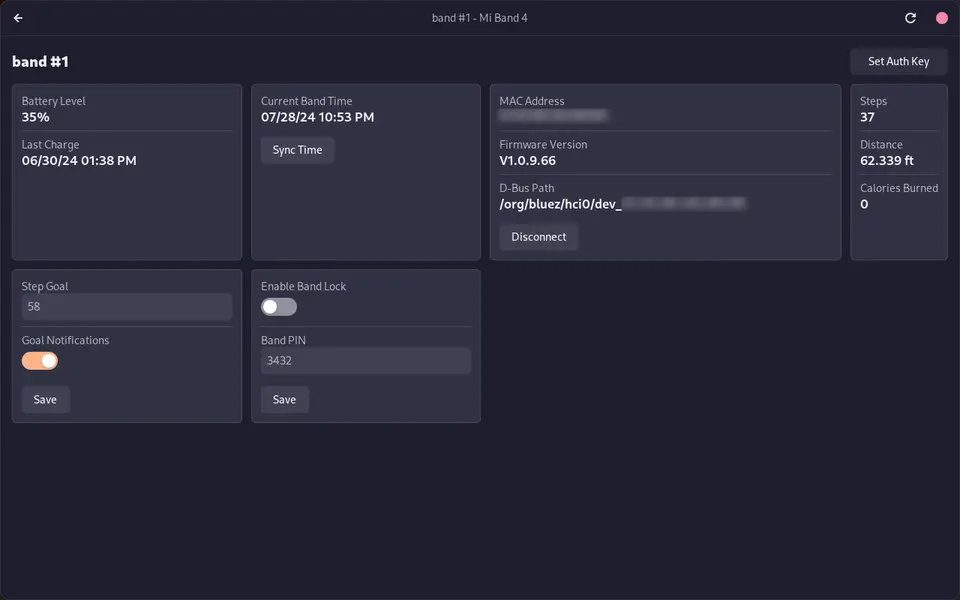 band #1 - Mi Band 4
band #1
Set Auth Key
Battery Level
35%
Last Charge
06/30/24 01:38 PM
Current Band Time
07/28/24 10:53 PM
Sync Time
MAC Address
Firmware Version
V1.0.9.66
D-Bus Path
/org/bluez/hci0/dev_
Disconnect
Steps
37
Distance
62.339 ft
Calories Burned
0
Step Goal
58
Goal Notifications
Save
Enable Band Lock
Band PIN
3432
Save